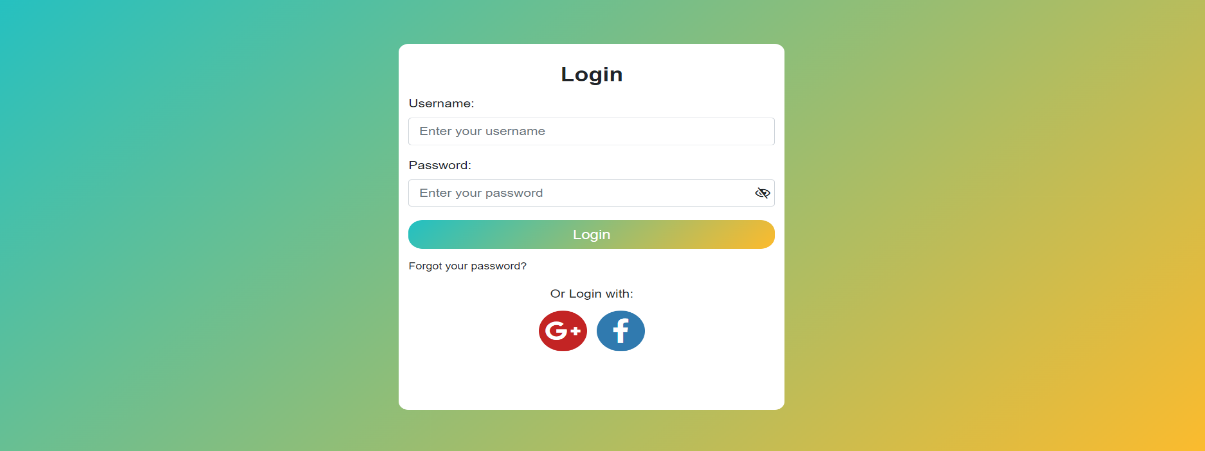 Login
Username:
Enter your username
Password:
Enter your password
Login
Forgot your password?
Or Login with:
G+ f